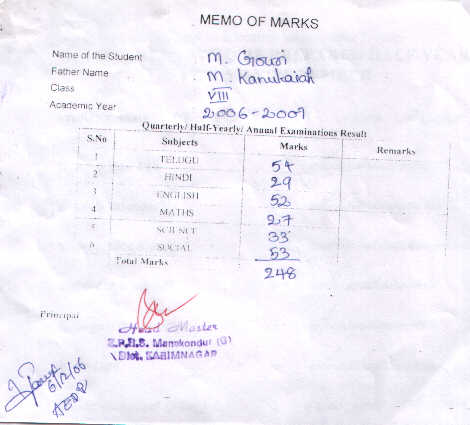 MEMO OF MARKS
Name of the Student M. Gowri
Father Name M. Kanukaiah
Class VIII
Academic Year 2006-2007
Quarterly/ Half-Yearly/ Annual Examinations Result
S.No Subjects Marks Remarks
1 TELUGU 54
2 HINDI 29
3 ENGLISH 52
4 MATHS 27
5 SCIENCE 33
6 SOCIAL 53
Total Marks 248
Principal
Head Master
Z.P.H.S. Manakondur (G)
Dist. KARIMNAGAR
6/2/06